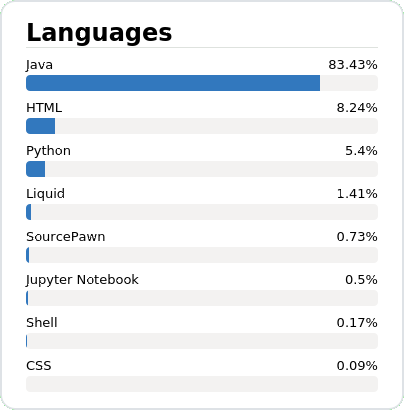 Languages
Java 83.43%
HTML 8.24%
Python 5.4%
Liquid 1.41%
SourcePawn 0.73%
Jupyter Notebook 0.5%
Shell 0.17%
CSS 0.09%